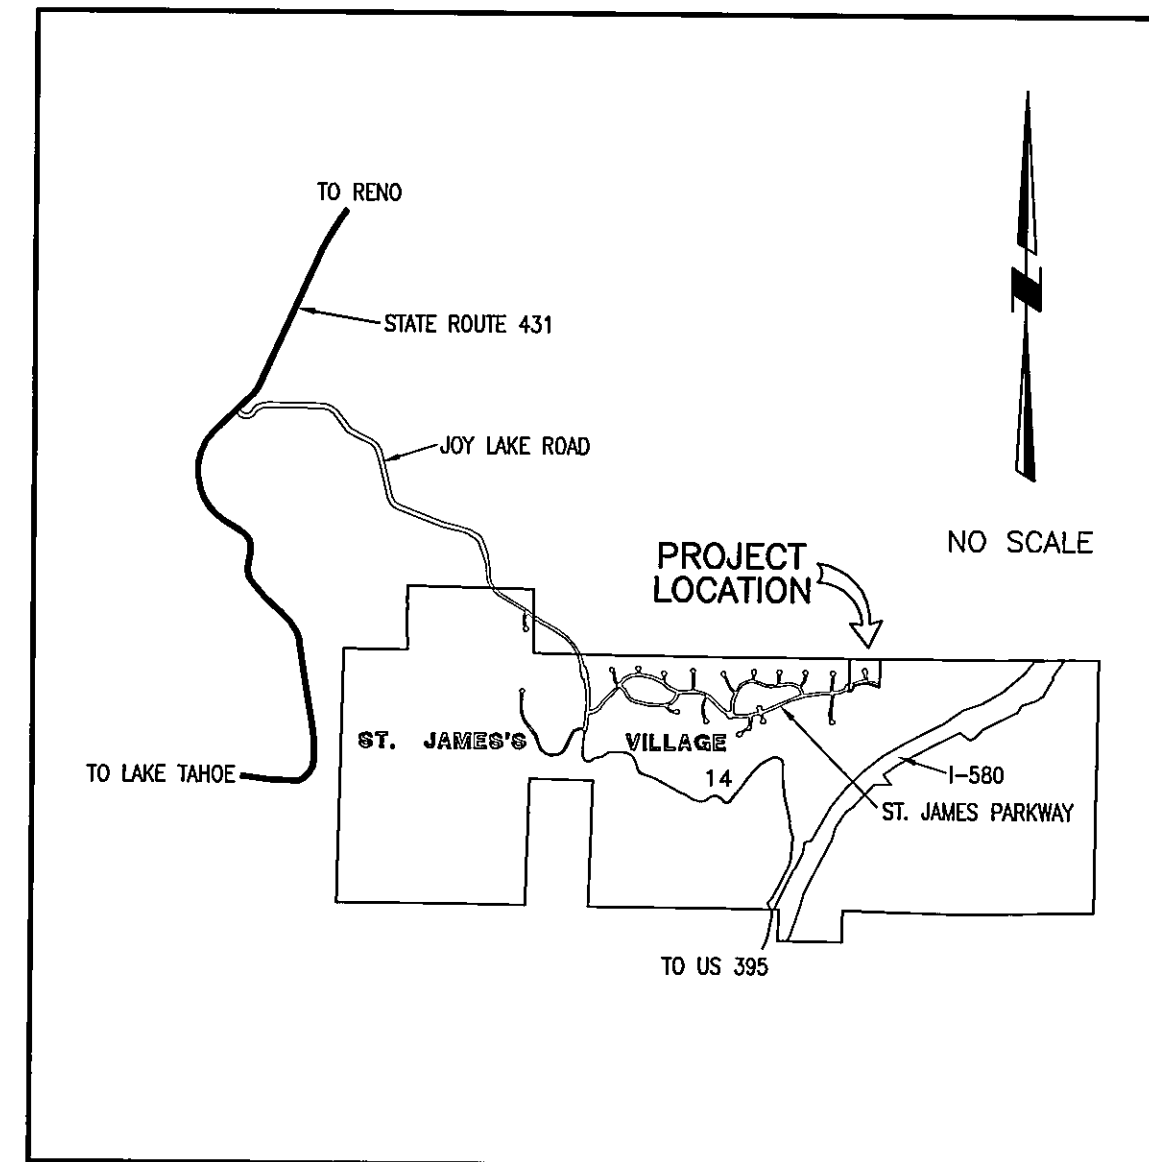 TO RENO
STATE ROUTE 431
JOY LAKE ROAD
N
NO SCALE
PROJECT
LOCATION
ST. JAMES'S VILLAGE
14
TO LAKE TAHOE
I-580
ST. JAMES PARKWAY
TO US 395